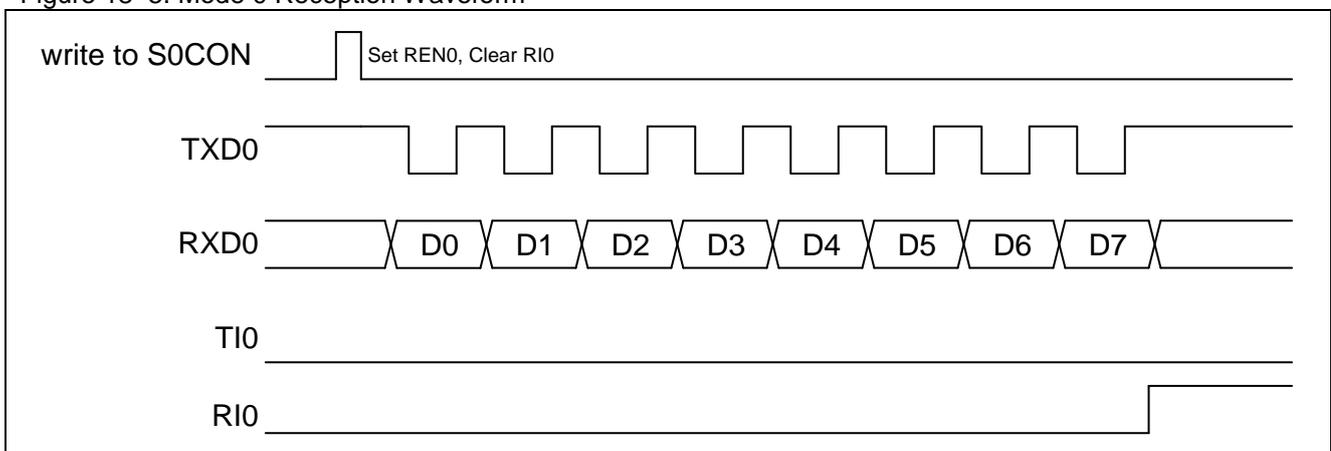 write to S0CON Set REN0, Clear RI0
TXD0
RXD0 D0 D1 D2 D3 D4 D5 D6 D7
TI0
RI0